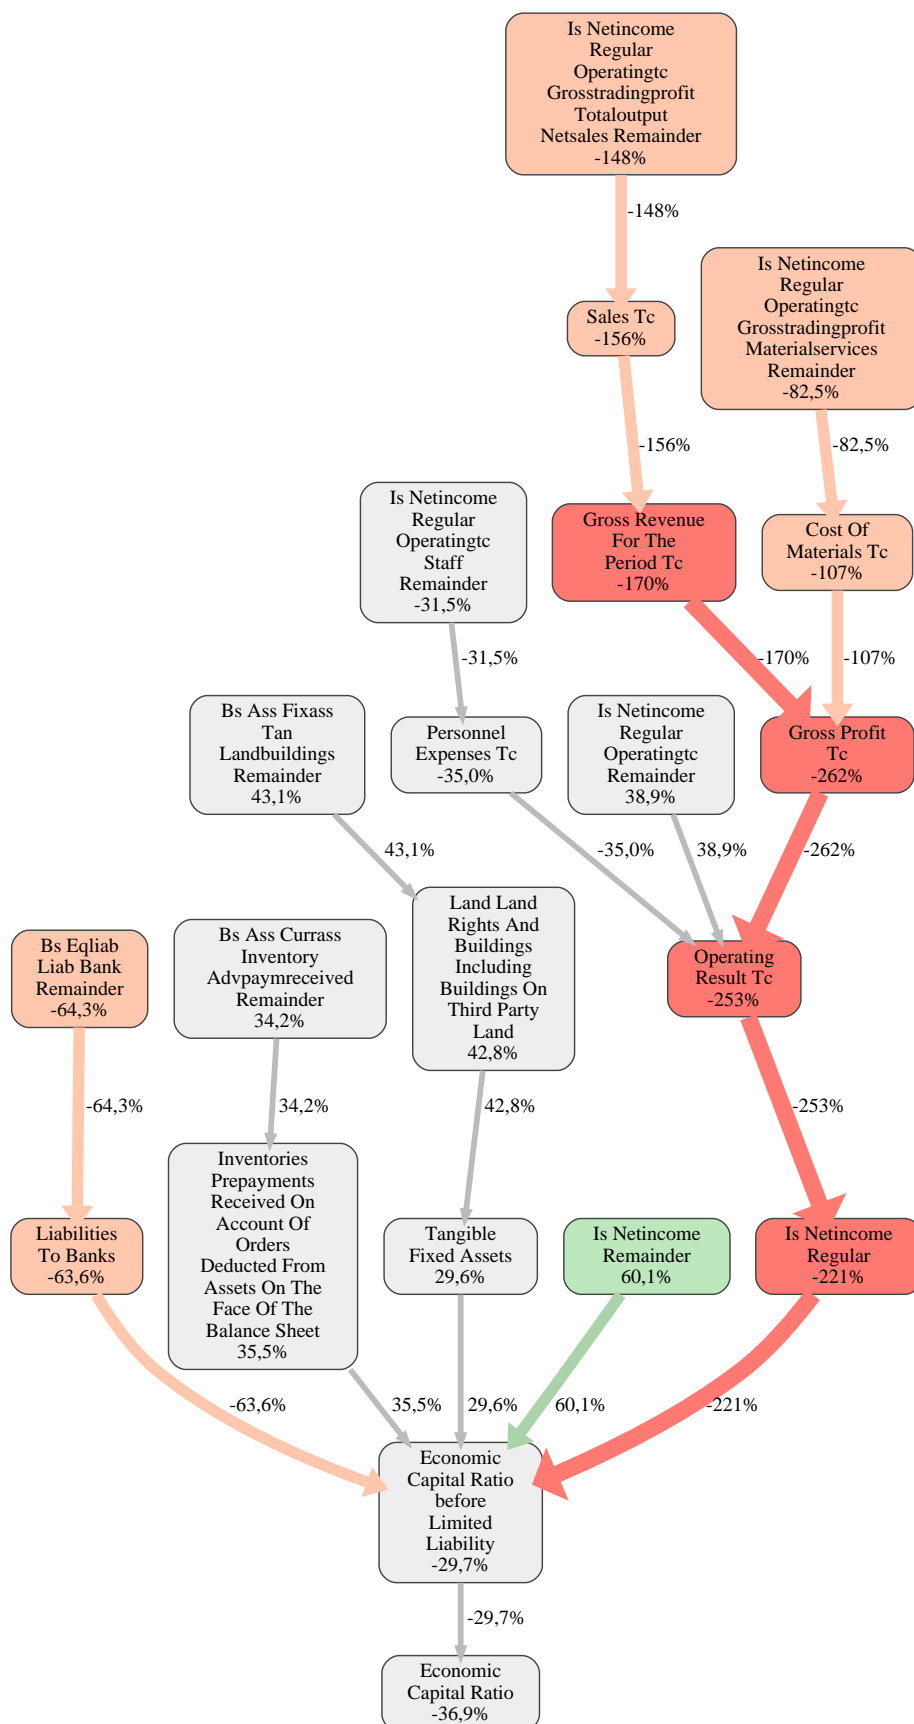 Is Netincome
Regular
Operatingtc
Grosstradingprofit
Totaloutput
Netsales Remainder
-148%
-148%
Is Netincome
Regular
Operatingtc
Grosstradingprofit
Materialservices
Remainder
-82,5%
Sales Tc
-156%
-156%
-82,5%
Is Netincome
Regular
Operatingtc
Staff
Remainder
-31,5%
Gross Revenue
For The
Period Tc
-170%
Cost Of
Materials Tc
-107%
-31,5%
-170%
-107%
Bs Ass Fixass
Tan
Landbuildings
Remainder
43,1%
Personnel
Expenses Tc
-35,0%
Is Netincome
Regular
Operatingtc
Remainder
38,9%
Gross Profit
Tc
-262%
43,1%
-35,0%
38,9%
-262%
Bs Eqliab
Liab Bank
Remainder
-64,3%
Bs Ass Currass
Inventory
Advpaymreceived
Remainder
34,2%
Land Land
Rights And
Buildings
Including
Buildings On
Third Party
Land
42,8%
Operating
Result Tc
-253%
-64,3%
34,2%
42,8%
-253%
Liabilities
To Banks
-63,6%
Inventories
Prepayments
Received On
Account Of
Orders
Deducted From
Assets On The
Face Of The
Balance Sheet
35,5%
Tangible
Fixed Assets
29,6%
Is Netincome
Remainder
60,1%
Is Netincome
Regular
-221%
-63,6%
35,5%
29,6%
60,1%
-221%
Economic
Capital Ratio
before
Limited
Liability
-29,7%
-29,7%
Economic
Capital Ratio
-36,9%